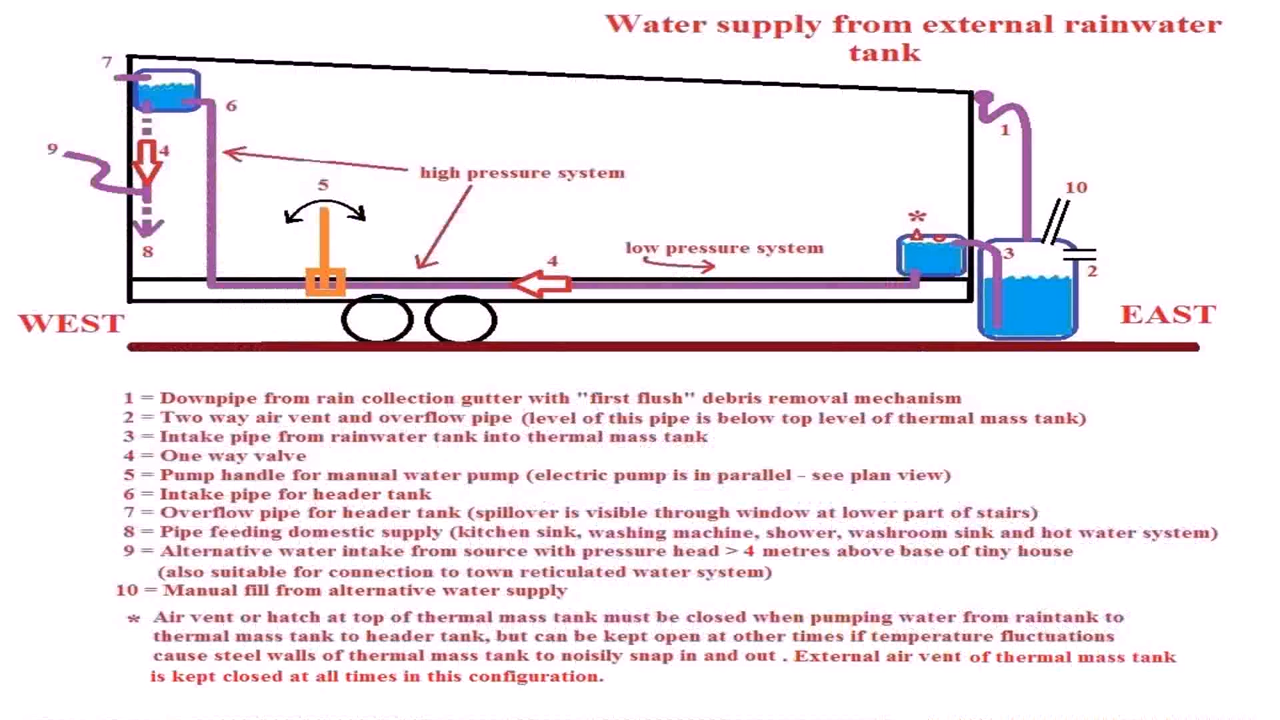 Water supply from external rainwater
tank
7
6
1
9
4
high pressure system
5
10
*
low pressure system
3
4
2
8
WEST
EAST
1 = Downpipe from rain collection gutter with "first flush" debris removal mechanism
2 = Two way air vent and overflow pipe (level of this pipe is below top level of thermal mass tank)
3 = Intake pipe from rainwater tank into thermal mass tank
4 = One way valve
5 = Pump handle for manual water pump (electric pump is in parallel - see plan view)
6 = Intake pipe for header tank
7 = Overflow pipe for header tank (spillover is visible through window at lower part of stairs)
8 = Pipe feeding domestic supply (kitchen sink, washing machine, shower, washroom sink and hot water system)
9 = Alternative water intake from source with pressure head > 4 metres above base of tiny house
(also suitable for connection to town reticulated water system)
10 = Manual fill from alternative water supply
* Air vent or hatch at top of thermal mass tank must be closed when pumping water from raintank to
thermal mass tank to header tank, but can be kept open at other times if temperature fluctuations
cause steel walls of thermal mass tank to noisily snap in and out . External air vent of thermal mass tank
is kept closed at all times in this configuration.